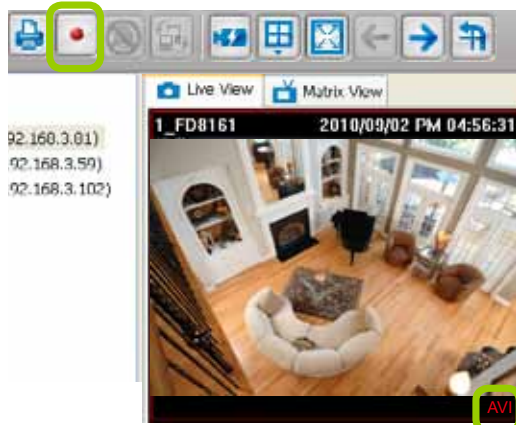 Live View
Matrix View
1_FD8161
2010/09/02 PM 04:56:31
92.168.3.81)
92.168.3.59)
92.168.3.102)
AVI